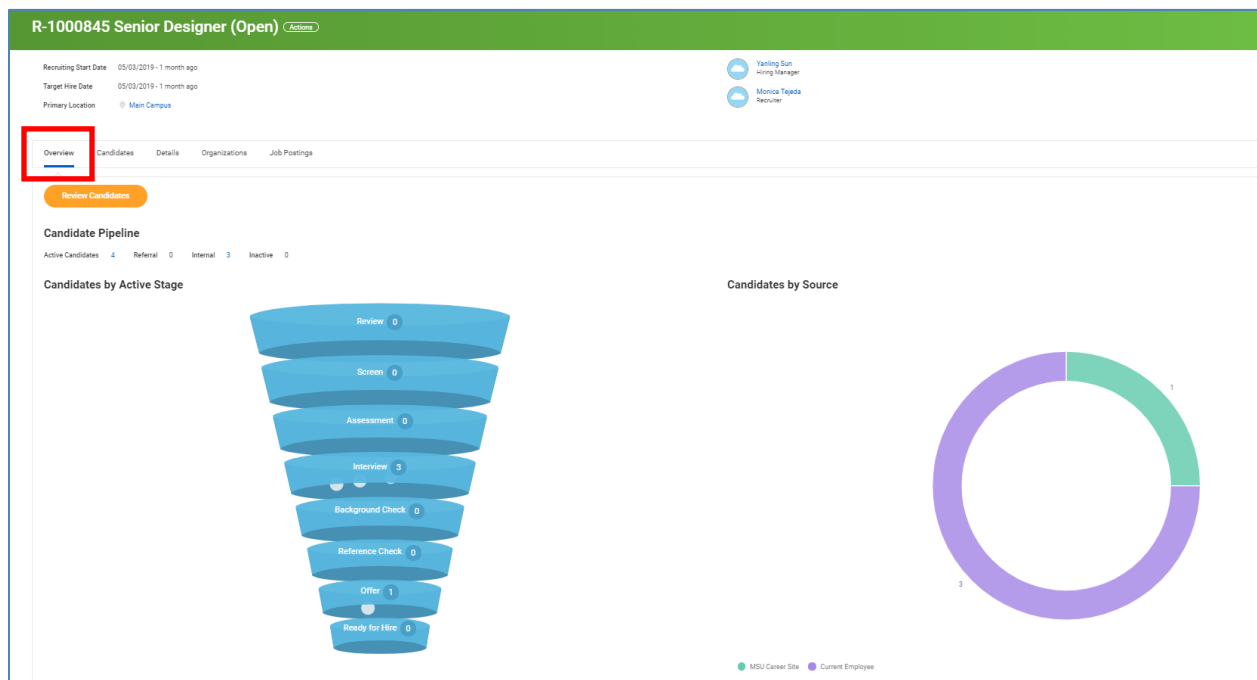 R-1000845 Senior Designer (Open) Actions
Recruiting Start Date 05/03/2019 - 1 month ago
Target Hire Date 05/03/2019 - 1 month ago
Primary Location Main Campus
Yanling Sun
Hiring Manager
Monica Tejeda
Recruiter
Overview Candidates Details Organizations Job Postings
Review Candidates
Candidate Pipeline
Active Candidates 4 Referral 0 Internal 3 Inactive 0
Candidates by Active Stage
Review 0
Screen 0
Assessment 0
Interview 3
Background Check 0
Reference Check 0
Offer 1
Ready for Hire 0
Candidates by Source
1
3
MSU Career Site Current Employee